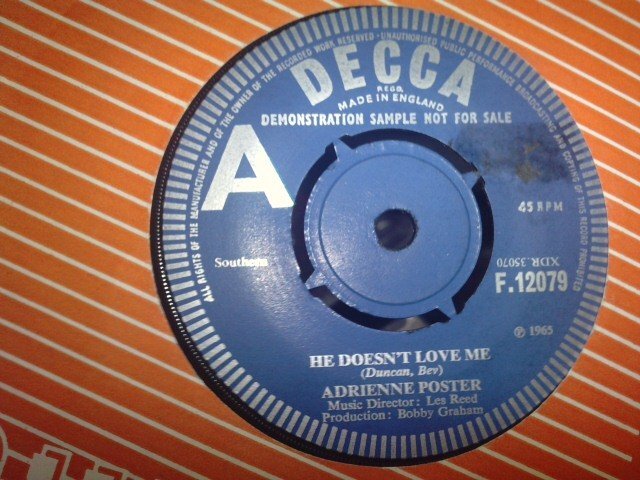 ALL RIGHTS OF THE MANUFACTURER AND OF THE OWNER OF THE RECORDED WORK RESERVED · UNAUTHORISED PUBLIC PERFORMANCE BROADCASTING AND COPYING OF THIS RECORD PROHIBITED
DECCA
REGD.
MADE IN ENGLAND
DEMONSTRATION SAMPLE NOT FOR SALE
A
45 RPM
Southern
XDR. 35070
F.12079
℗ 1965
HE DOESN'T LOVE ME
(Duncan, Bev)
ADRIENNE POSTER
Music Director: Les Reed
Production: Bobby Graham